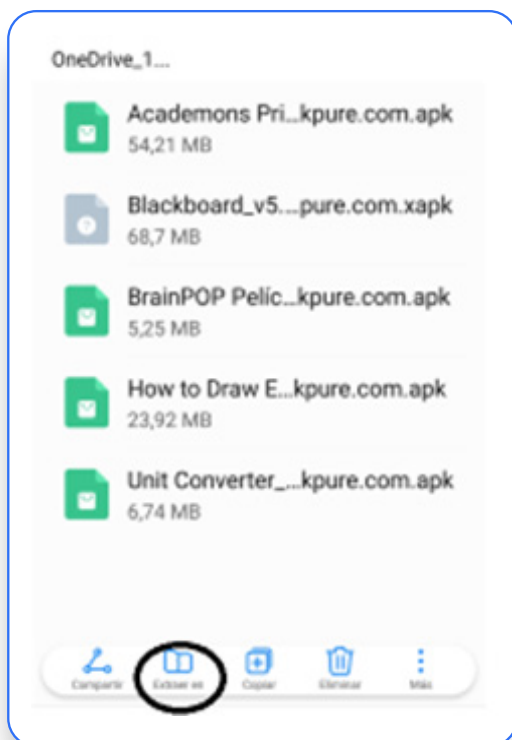 OneDrive_1...
Academons Pri...kpure.com.apk
54,21 MB
Blackboard_v5....pure.com.xapk
68,7 MB
BrainPOP Pelíc...kpure.com.apk
5,25 MB
How to Draw E...kpure.com.apk
23,92 MB
Unit Converter_...kpure.com.apk
6,74 MB
Compartir Extraer en Copiar Eliminar Más